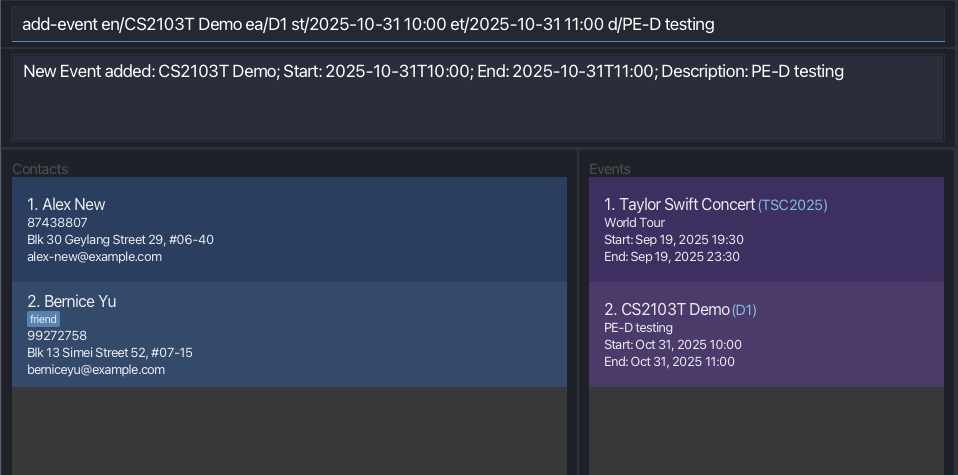 add-event en/CS2103T Demo ea/D1 st/2025-10-31 10:00 et/2025-10-31 11:00 d/PE-D testing
New Event added: CS2103T Demo; Start: 2025-10-31T10:00; End: 2025-10-31T11:00; Description: PE-D testing
Contacts
1. Alex New
87438807
Blk 30 Geylang Street 29, #06-40
alex-new@example.com
2. Bernice Yu
friend
99272758
Blk 13 Simei Street 52, #07-15
berniceyu@example.com
Events
1. Taylor Swift Concert (TSC2025)
World Tour
Start: Sep 19, 2025 19:30
End: Sep 19, 2025 23:30
2. CS2103T Demo (D1)
PE-D testing
Start: Oct 31, 2025 10:00
End: Oct 31, 2025 11:00